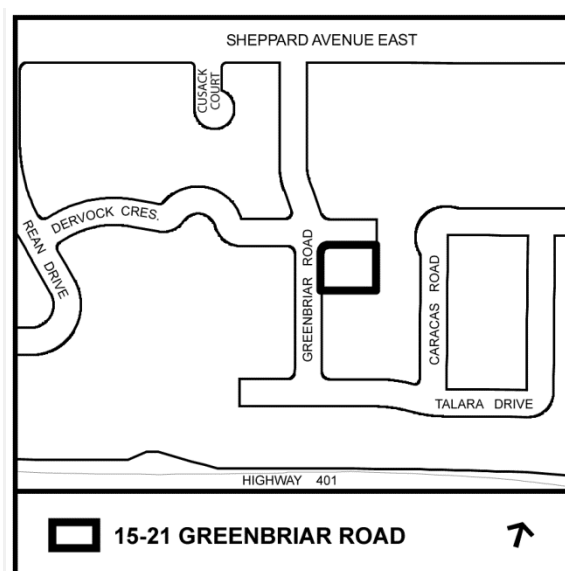 SHEPPARD AVENUE EAST
CUSACK
COURT
DERVOCK CRES.
REAN DRIVE
GREENBRIAR ROAD
CARACAS ROAD
TALARA DRIVE
HIGHWAY 401
15-21 GREENBRIAR ROAD